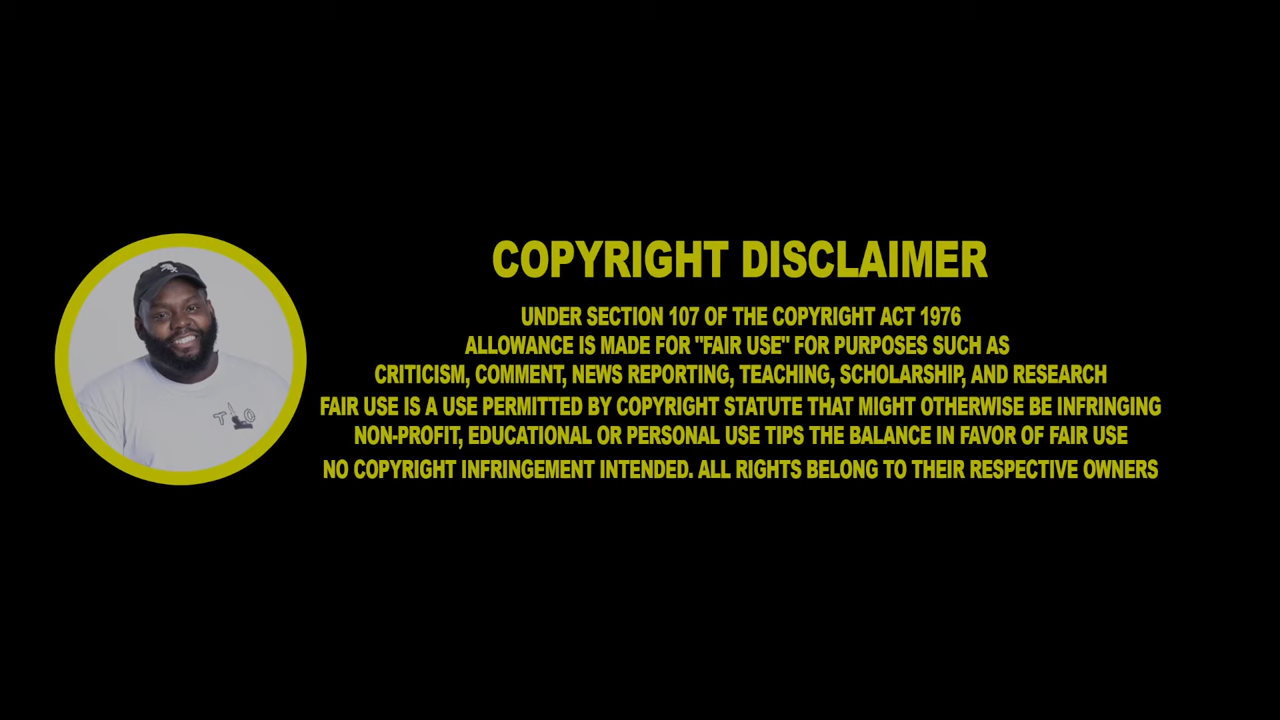 COPYRIGHT DISCLAIMER
UNDER SECTION 107 OF THE COPYRIGHT ACT 1976
ALLOWANCE IS MADE FOR "FAIR USE" FOR PURPOSES SUCH AS
CRITICISM, COMMENT, NEWS REPORTING, TEACHING, SCHOLARSHIP, AND RESEARCH
FAIR USE IS A USE PERMITTED BY COPYRIGHT STATUTE THAT MIGHT OTHERWISE BE INFRINGING
NON-PROFIT, EDUCATIONAL OR PERSONAL USE TIPS THE BALANCE IN FAVOR OF FAIR USE
NO COPYRIGHT INFRINGEMENT INTENDED. ALL RIGHTS BELONG TO THEIR RESPECTIVE OWNERS